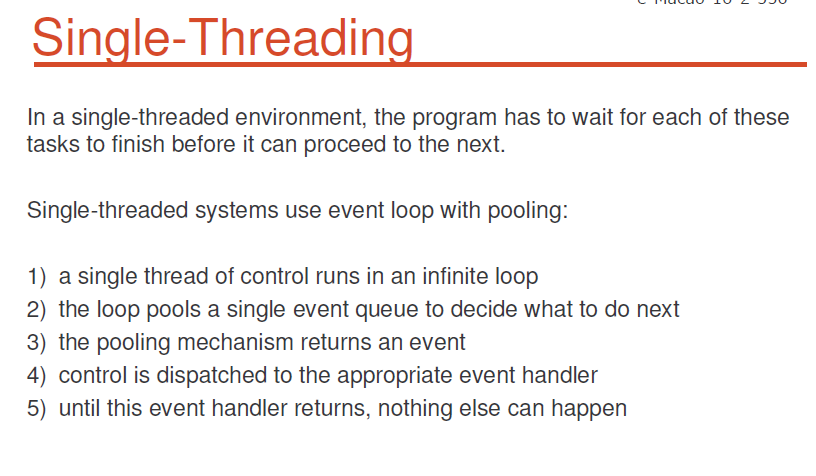 Single-Threading
In a single-threaded environment, the program has to wait for each of these
tasks to finish before it can proceed to the next.
Single-threaded systems use event loop with pooling:
1) a single thread of control runs in an infinite loop
2) the loop pools a single event queue to decide what to do next
3) the pooling mechanism returns an event
4) control is dispatched to the appropriate event handler
5) until this event handler returns, nothing else can happen